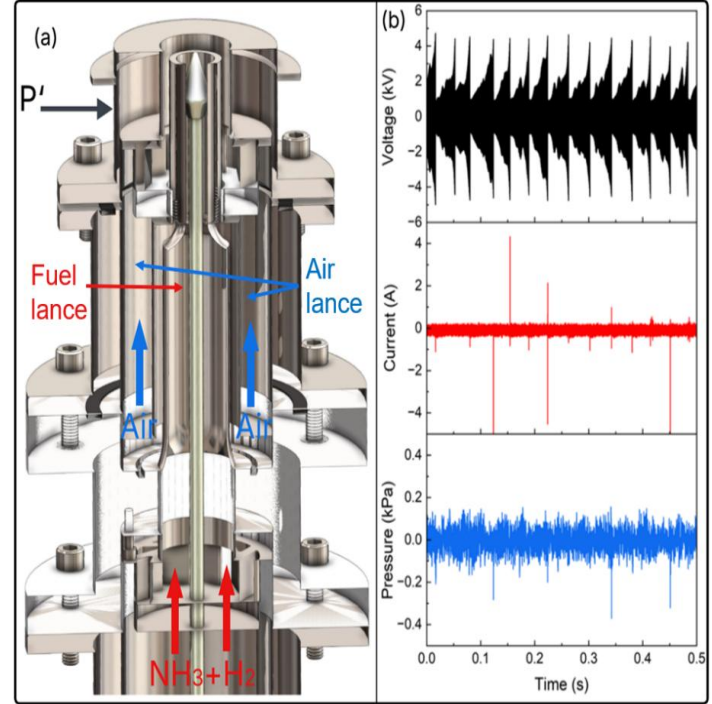 (a)
P'
Fuel
lance
Air
lance
Air
Air
NH₃+H₂
(b)
6
4
2
0
-2
-4
6
Voltage (kV)
4
2
0
-2
-4
Current (A)
0.4
0.2
0.0
-0.2
-0.4
Pressure (kPa)
0.0
0.1
0.2
0.3
0.4
0.5
Time (s)